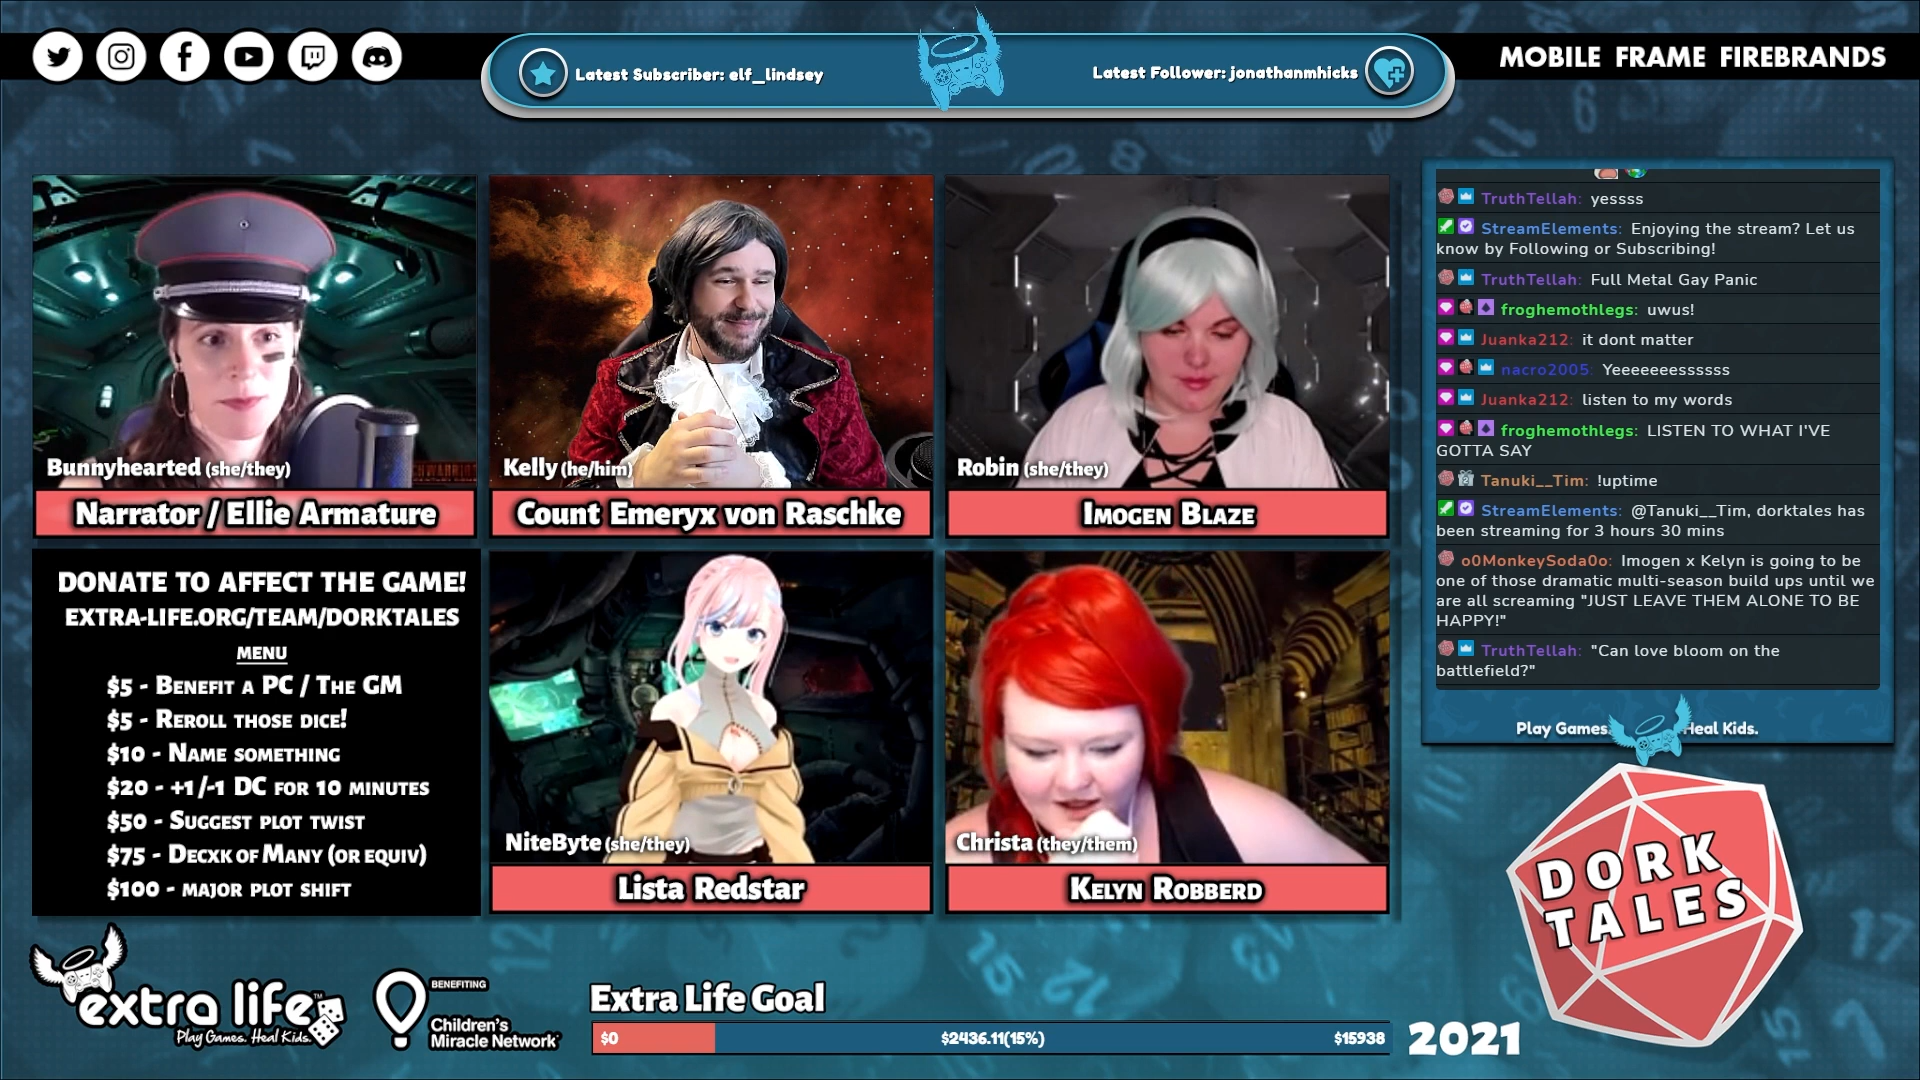 Latest Subscriber: elf_lindsey
Latest Follower: jonathanmhicks
MOBILE FRAME FIREBRANDS
Bunnyhearted (she/they)
Narrator / Ellie Armature
Kelly (he/him)
Count Emeryx von Raschke
Robin (she/they)
Imogen Blaze
DONATE TO AFFECT THE GAME!
EXTRA-LIFE.ORG/TEAM/DORKTALES
MENU
$5 - Benefit a PC / The GM
$5 - Reroll those dice!
$10 - Name something
$20 - +1/-1 DC for 10 minutes
$50 - Suggest plot twist
$75 - Decxk of Many (or equiv)
$100 - major plot shift
NiteByte (she/they)
Lista Redstar
Christa (they/them)
Kelyn Robberd
TruthTellah: yessss
StreamElements: Enjoying the stream? Let us
know by Following or Subscribing!
TruthTellah: Full Metal Gay Panic
froghemothlegs: uwus!
Juanka212: it dont matter
nacro2005: Yeeeeeeessssss
Juanka212: listen to my words
froghemothlegs: LISTEN TO WHAT I'VE
GOTTA SAY
Tanuki__Tim: !uptime
StreamElements: @Tanuki__Tim, dorktales has
been streaming for 3 hours 30 mins
o0MonkeySoda0o: Imogen x Kelyn is going to be
one of those dramatic multi-season build ups until we
are all screaming "JUST LEAVE THEM ALONE TO BE
HAPPY!"
TruthTellah: "Can love bloom on the
battlefield?"
Play Games. Heal Kids.
DORK
TALES
extra life
Play Games. Heal Kids.
BENEFITING
Children's
Miracle Network
Extra Life Goal
$0
$2436.11(15%)
$15938
2021